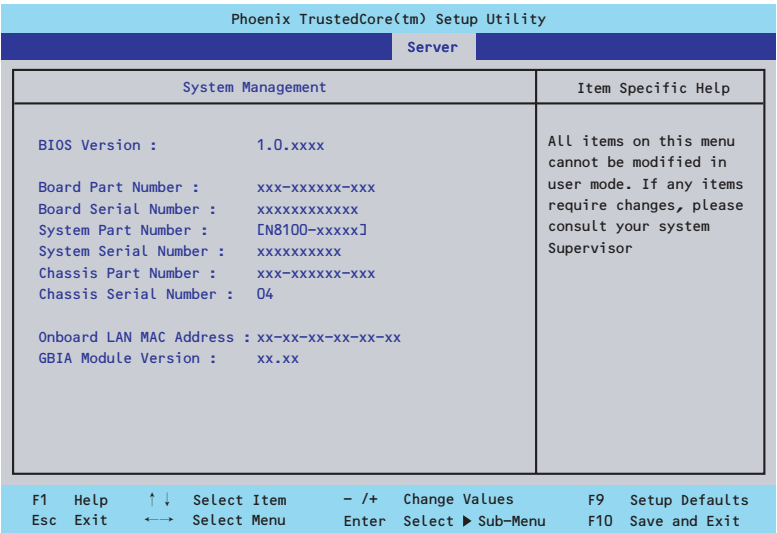 Phoenix TrustedCore(tm) Setup Utility
Server
System Management
BIOS Version : 1.0.xxxx
Board Part Number : xxx-xxxxxx-xxx
Board Serial Number : xxxxxxxxxxxx
System Part Number : [N8100-xxxxx]
System Serial Number : xxxxxxxxxx
Chassis Part Number : xxx-xxxxxx-xxx
Chassis Serial Number : 04
Onboard LAN MAC Address : xx-xx-xx-xx-xx-xx
GBIA Module Version : xx.xx
Item Specific Help
All items on this menu
cannot be modified in
user mode. If any items
require changes, please
consult your system
Supervisor
F1 Help ↑↓ Select Item - /+ Change Values F9 Setup Defaults
Esc Exit ←→ Select Menu Enter Select ▶ Sub-Menu F10 Save and Exit